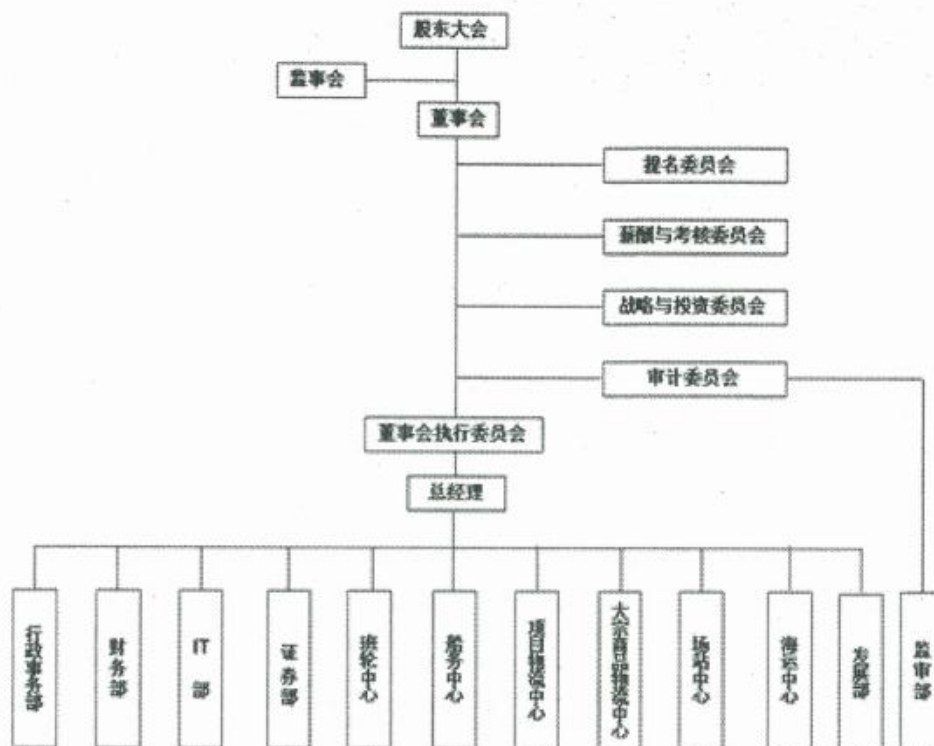 股东大会
监事会
董事会
提名委员会
薪酬与考核委员会
战略与投资委员会
审计委员会
董事会执行委员会
总经理
行政事务部
财务部
IT部
证券部
班轮中心
船务中心
项目物流中心
大宗商品物流中心
场站中心
海运中心
发展部
监审部